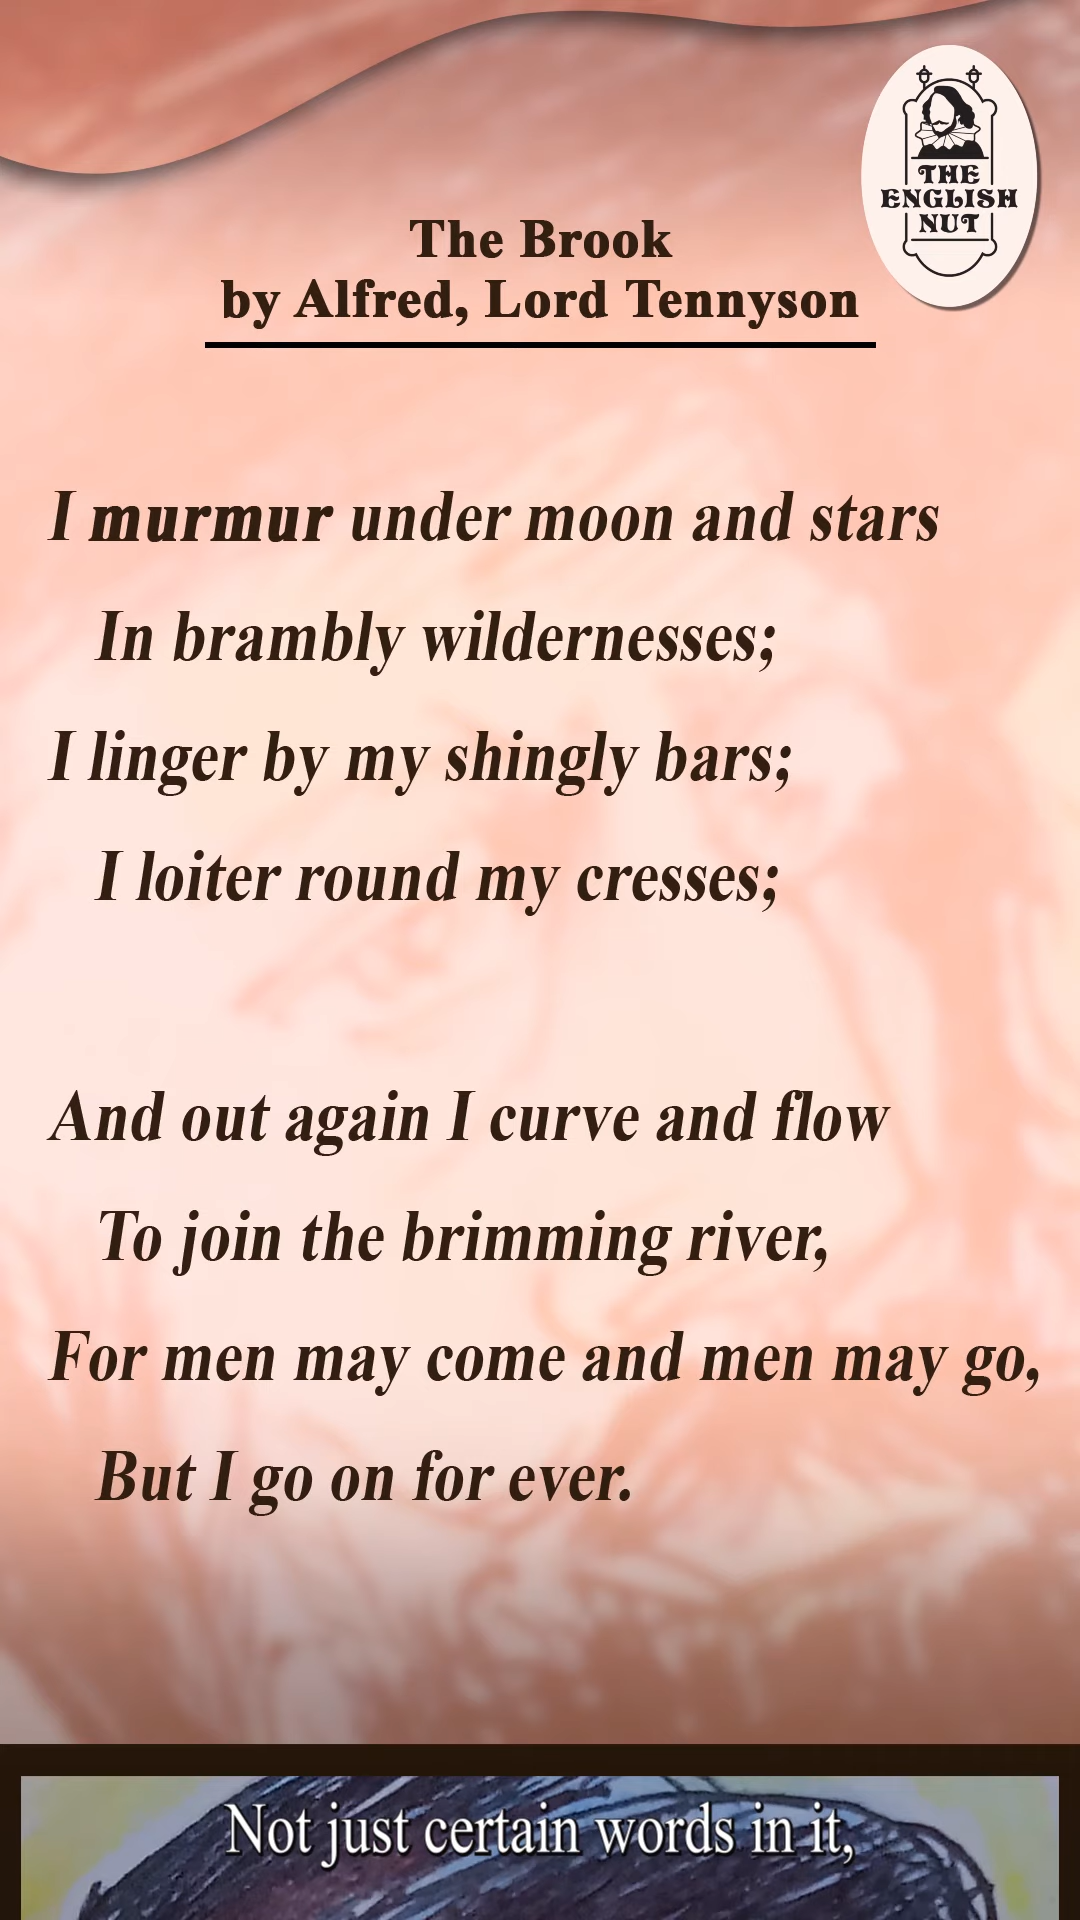 THE
ENGLISH
NUT
The Brook
by Alfred, Lord Tennyson
I murmur under moon and stars
In brambly wildernesses;
I linger by my shingly bars;
I loiter round my cresses;
And out again I curve and flow
To join the brimming river,
For men may come and men may go,
But I go on for ever.
Not just certain words in it,